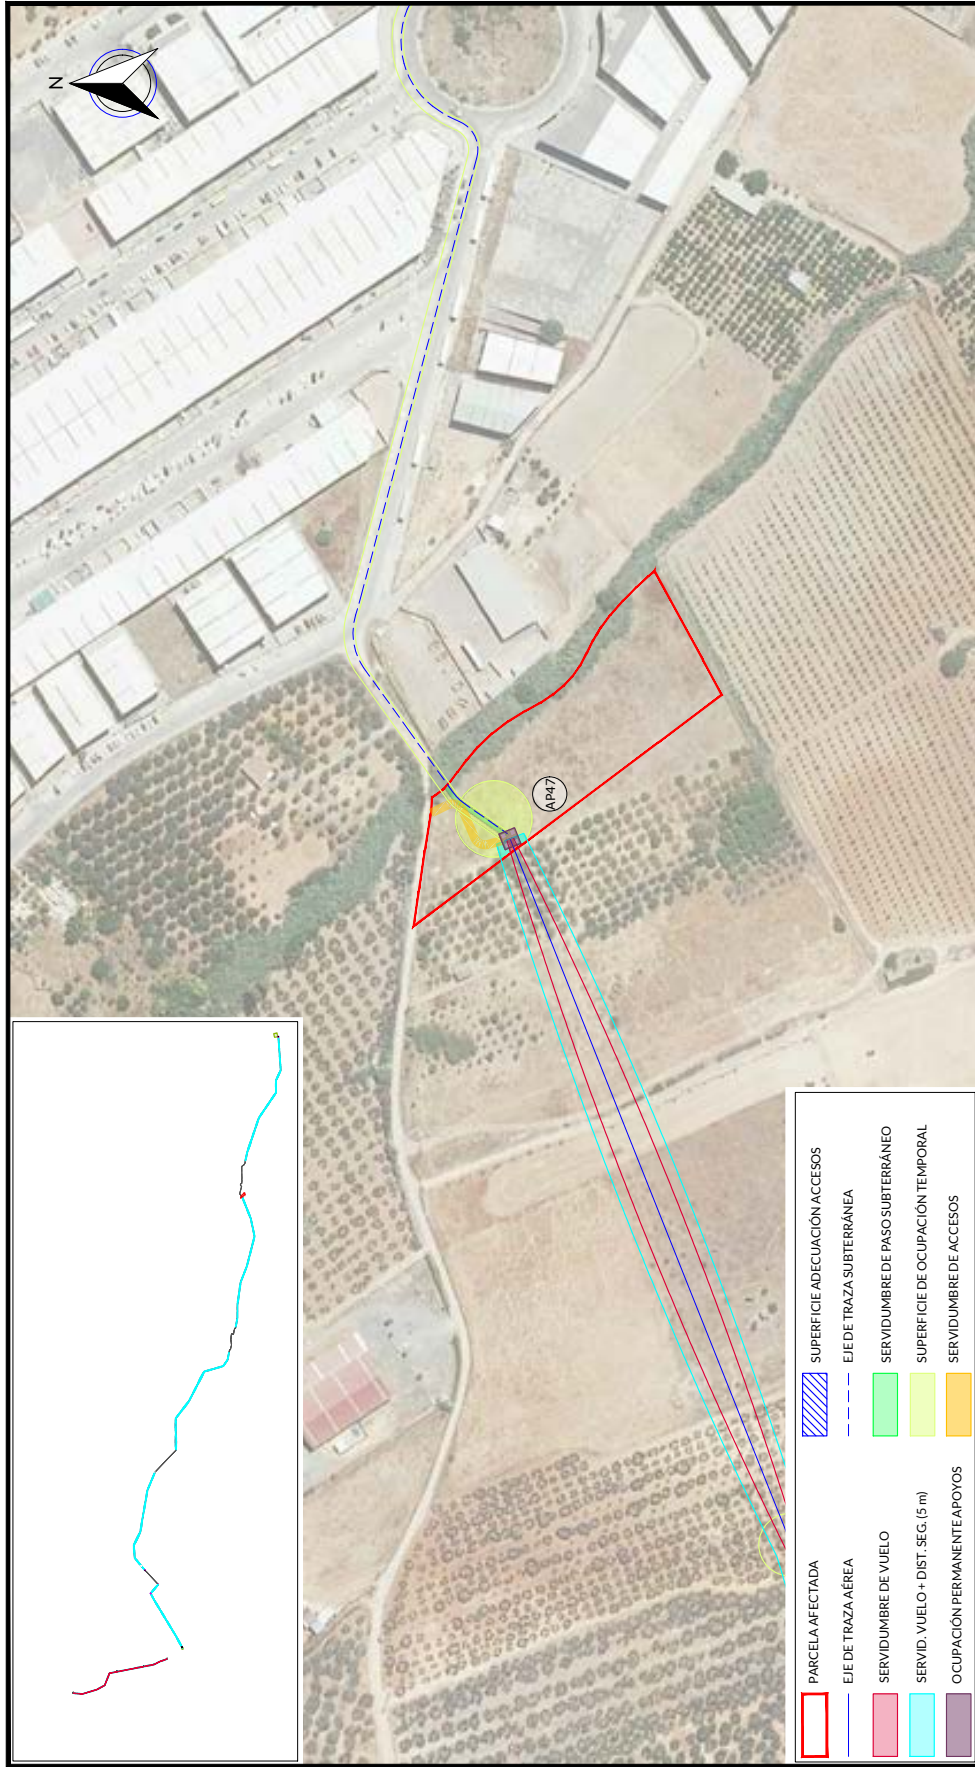 N
AP47
PARCELA AFECTADA
EJE DE TRAZA AÉREA
SERVIDUMBRE DE VUELO
SERVID. VUELO + DIST. SEG. (5 m)
OCUPACIÓN PERMANENTE APOYOS
SUPERFICIE ADECUACIÓN ACCESOS
EJE DE TRAZA SUBTERRÁNEA
SERVIDUMBRE DE PASO SUBTERRÁNEO
SUPERFICIE DE OCUPACIÓN TEMPORAL
SERVIDUMBRE DE ACCESOS